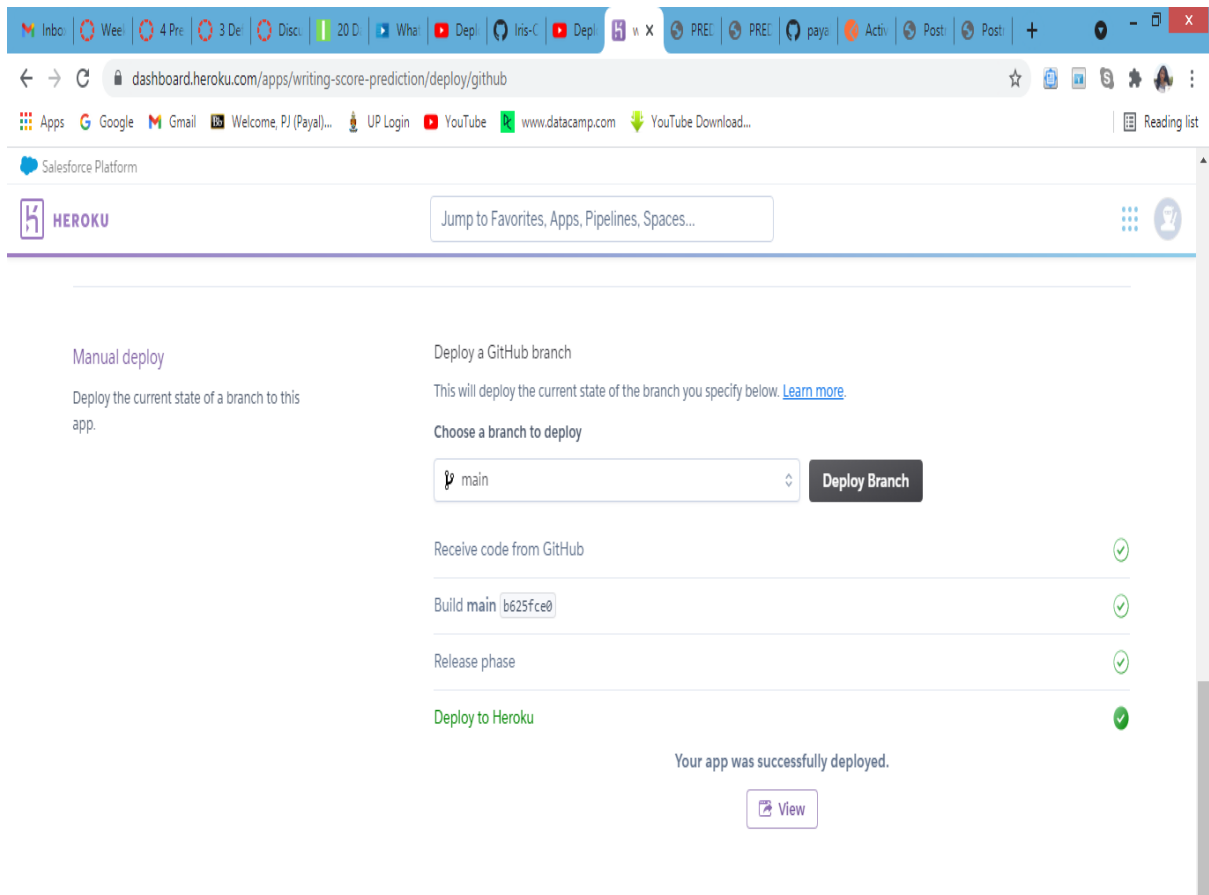 Inbo
Wee
4 Pre
3 De
Discu
20 D
What
Depl
Iris-C
Depl
w X
PRED
PRED
paya
Activ
Post
Post
dashboard.heroku.com/apps/writing-score-prediction/deploy/github
Apps Google Gmail Bb Welcome, PJ (Payal)... UP Login YouTube www.datacamp.com YouTube Download... Reading list
Salesforce Platform
HEROKU Jump to Favorites, Apps, Pipelines, Spaces...
Manual deploy
Deploy the current state of a branch to this
app.
Deploy a GitHub branch
This will deploy the current state of the branch you specify below. Learn more.
Choose a branch to deploy
main Deploy Branch
Receive code from GitHub
Build main b625fce0
Release phase
Deploy to Heroku
Your app was successfully deployed.
View